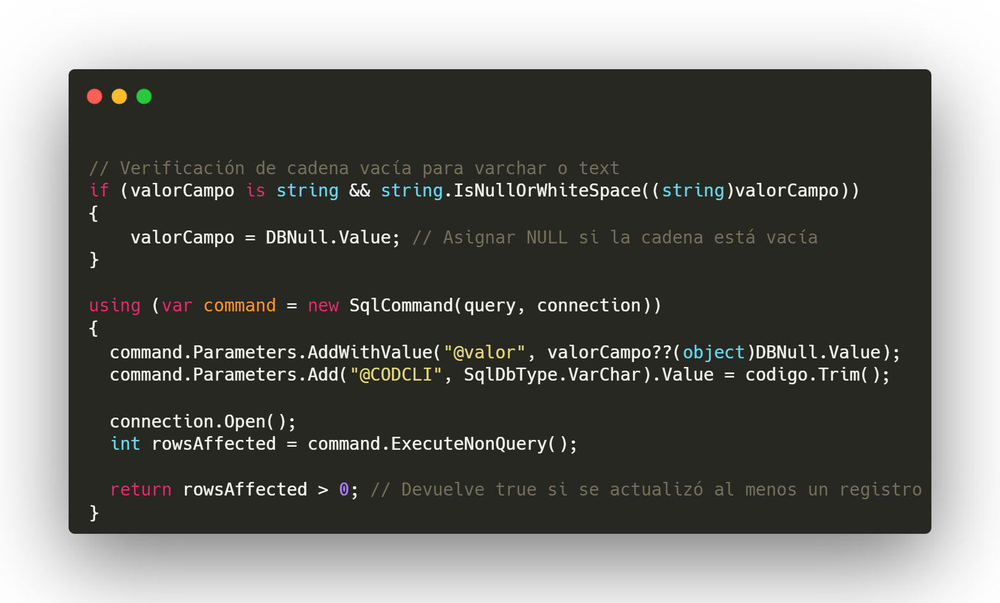 // Verificación de cadena vacía para varchar o text
if (valorCampo is string && string.IsNullOrWhiteSpace((string)valorCampo))
{
    valorCampo = DBNull.Value; // Asignar NULL si la cadena está vacía
}
using (var command = new SqlCommand(query, connection))
{
  command.Parameters.AddWithValue("@valor", valorCampo??(object)DBNull.Value);
  command.Parameters.Add("@CODCLI", SqlDbType.VarChar).Value = codigo.Trim();
  connection.Open();
  int rowsAffected = command.ExecuteNonQuery();
  return rowsAffected > 0; // Devuelve true si se actualizó al menos un registro
}